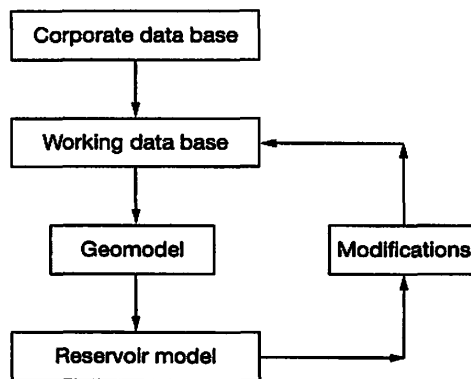 Corporate data base
Working data base
Geomodel
Modifications
Reservoir model